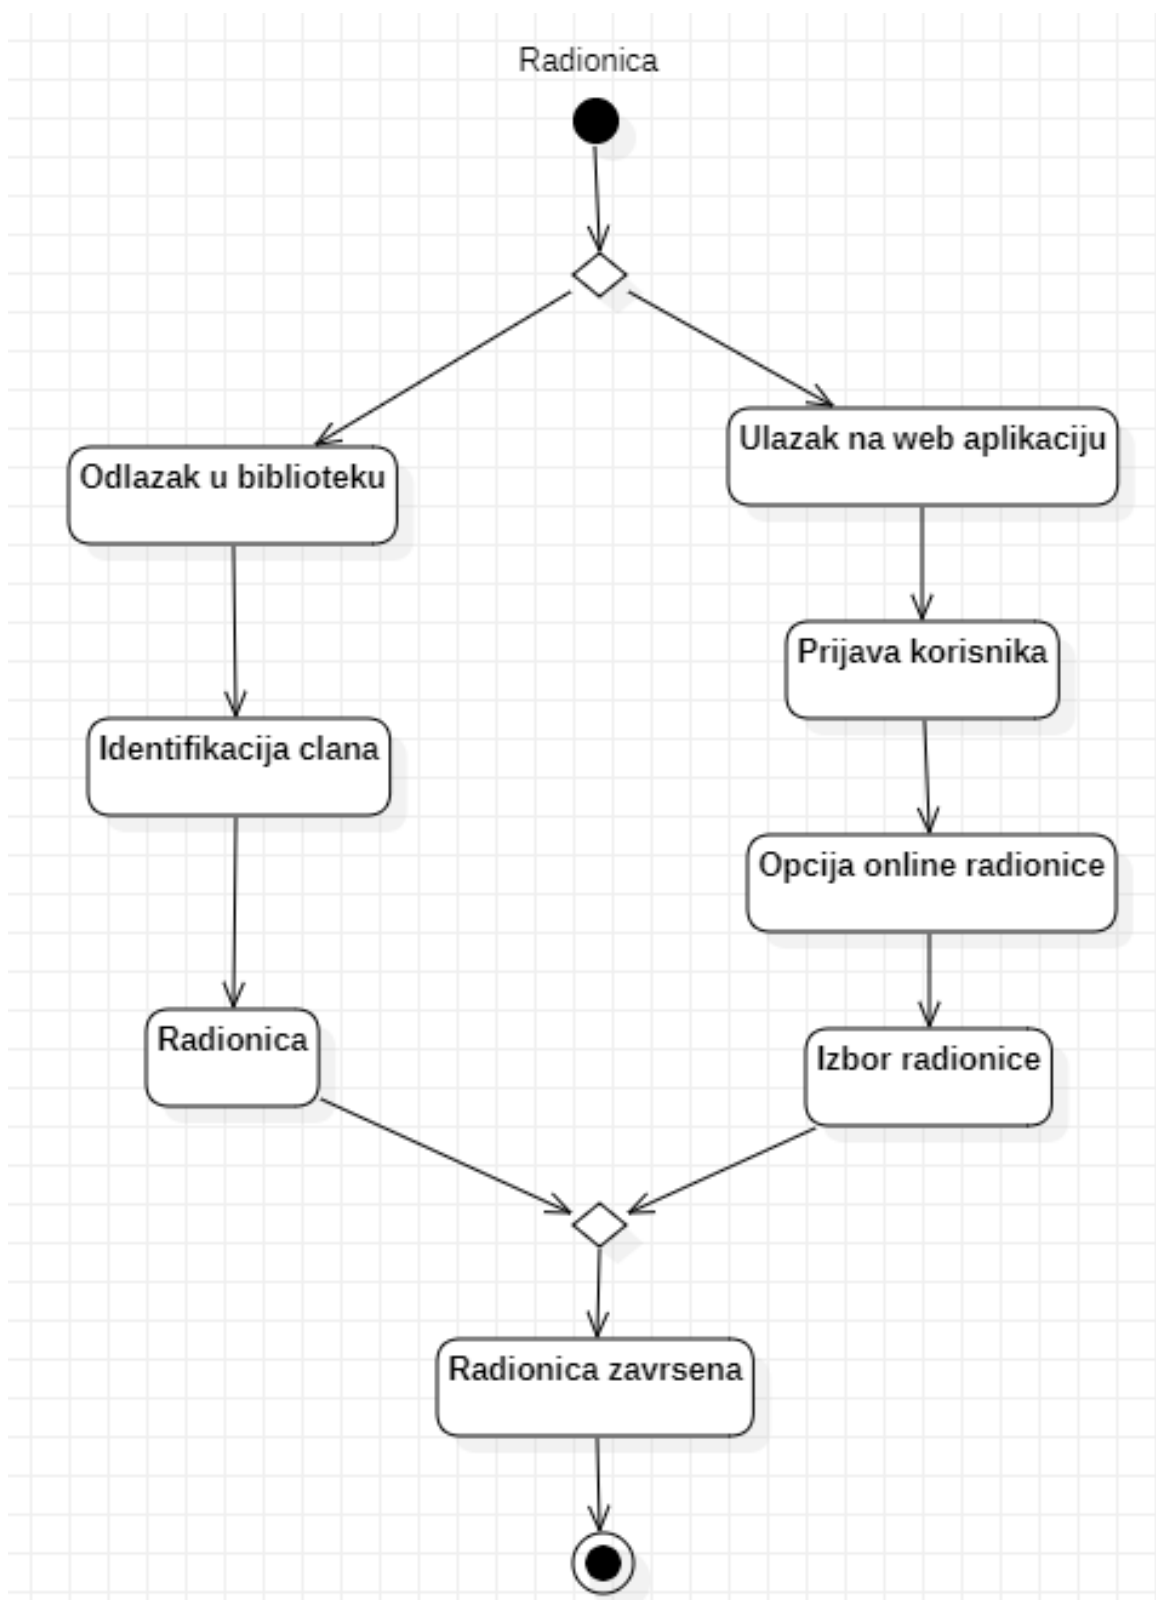 Radionica
Odlazak u biblioteku
Ulazak na web aplikaciju
Identifikacija clana
Prijava korisnika
Opcija online radionice
Radionica
Izbor radionice
Radionica zavrsena